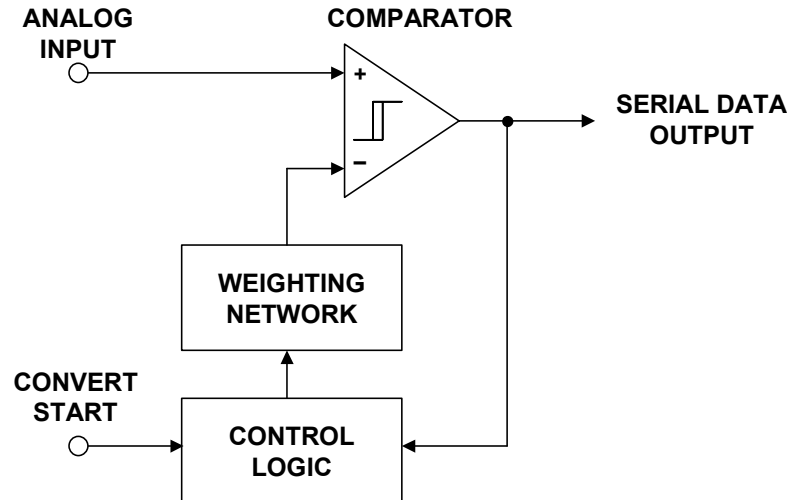 ANALOG
INPUT
COMPARATOR
+
−
SERIAL DATA
OUTPUT
WEIGHTING
NETWORK
CONVERT
START
CONTROL
LOGIC